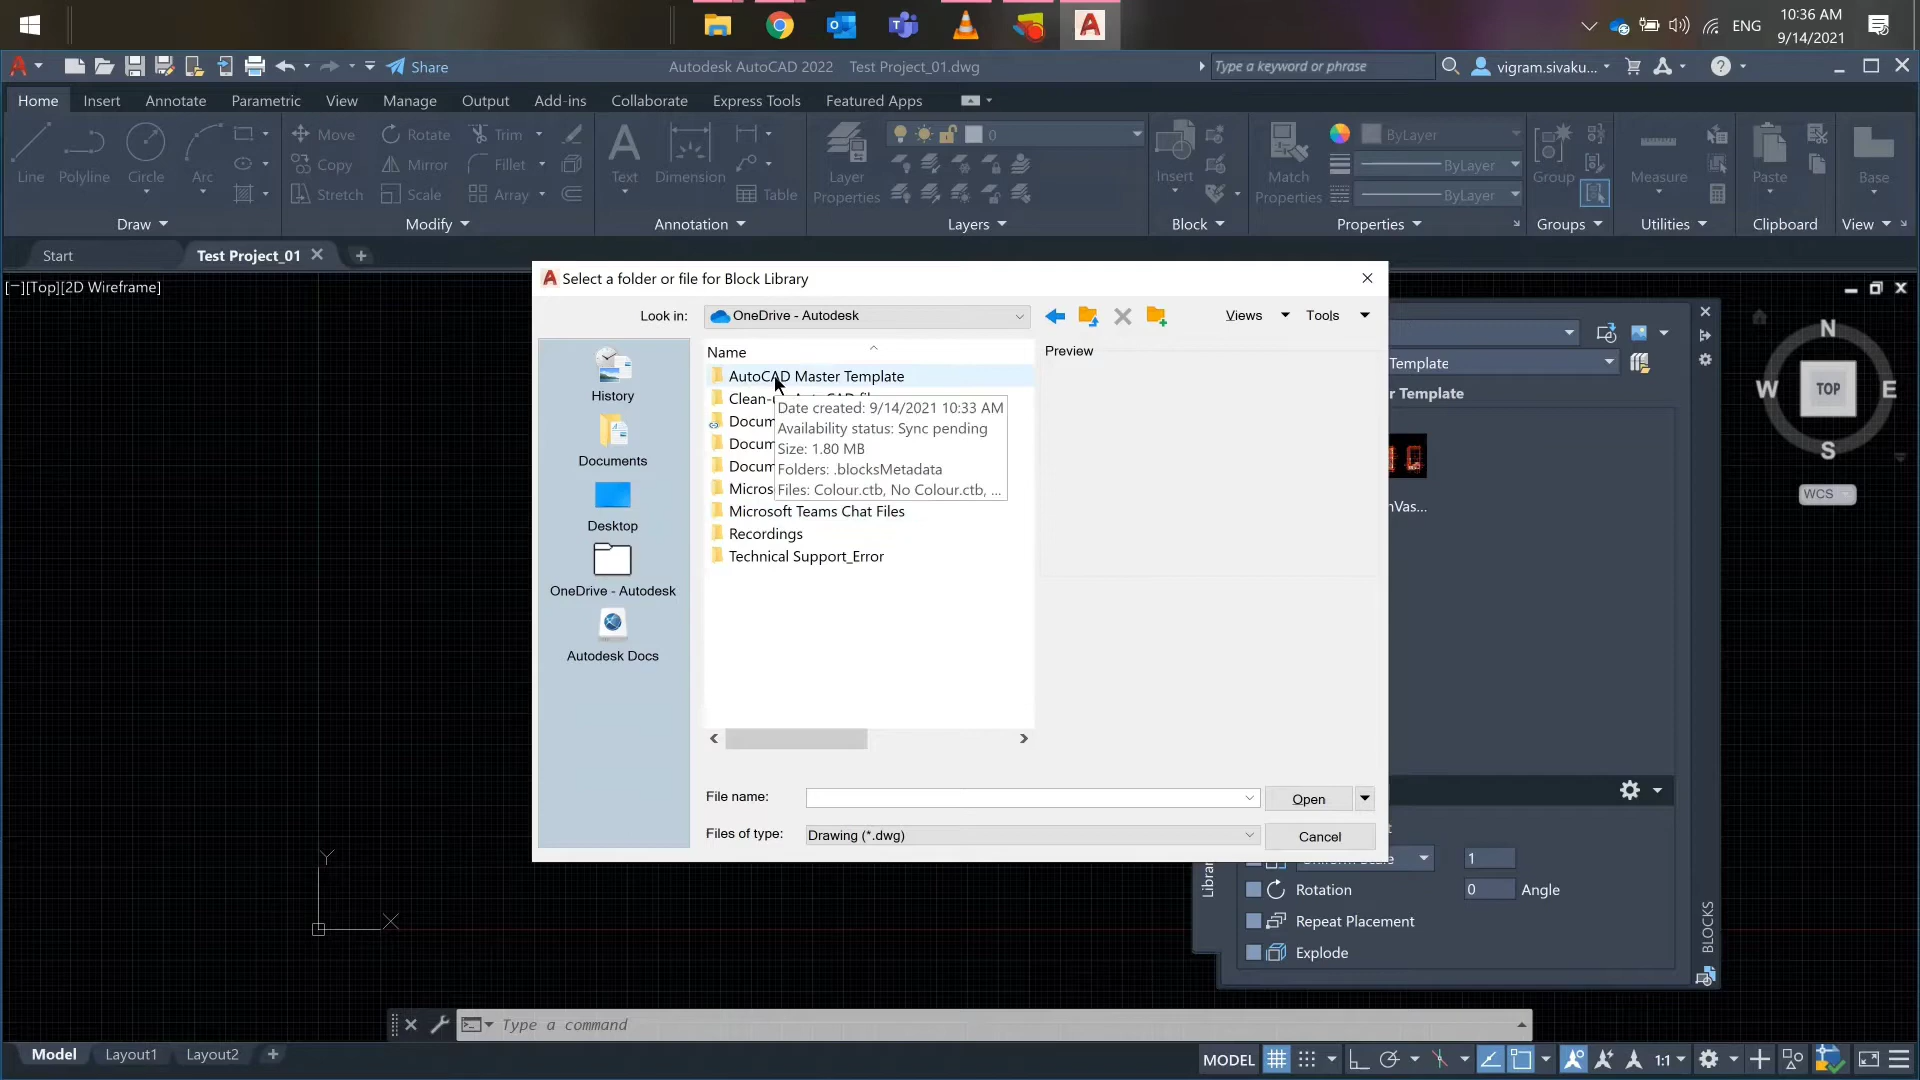 ENG
10:36 AM
9/14/2021
Share
Autodesk AutoCAD 2022 Test Project_01.dwg
Type a keyword or phrase
vigram.sivaku...
Home Insert Annotate Parametric View Manage Output Add-ins Collaborate Express Tools Featured Apps
Move Rotate Trim
Copy Mirror Fillet
Stretch Scale Array
Line Polyline Circle Arc
Text Dimension
Table
Layer
Properties
0
Insert
Match
Properties
ByLayer
ByLayer
ByLayer
Group
Measure
Paste
Base
Draw Modify Annotation Layers Block Properties Groups Utilities Clipboard View
Start Test Project_01
[−][Top][2D Wireframe]
Select a folder or file for Block Library
Look in: OneDrive - Autodesk Views Tools
History
Documents
Desktop
OneDrive - Autodesk
Autodesk Docs
Name
AutoCAD Master Template
Clean-
Docum
Docum
Docum
Micros
Microsoft Teams Chat Files
Recordings
Technical Support_Error
Date created: 9/14/2021 10:33 AM
Availability status: Sync pending
Size: 1.80 MB
Folders: .blocksMetadata
Files: Colour.ctb, No Colour.ctb, ...
Preview
File name:
Open
Files of type: Drawing (*.dwg)
Cancel
Template
r Template
nVas...
N
W TOP E
S
WCS
1
Rotation 0 Angle
Repeat Placement
Explode
Librar
BLOCKS
Y
X
Type a command
Model Layout1 Layout2
MODEL
1:1